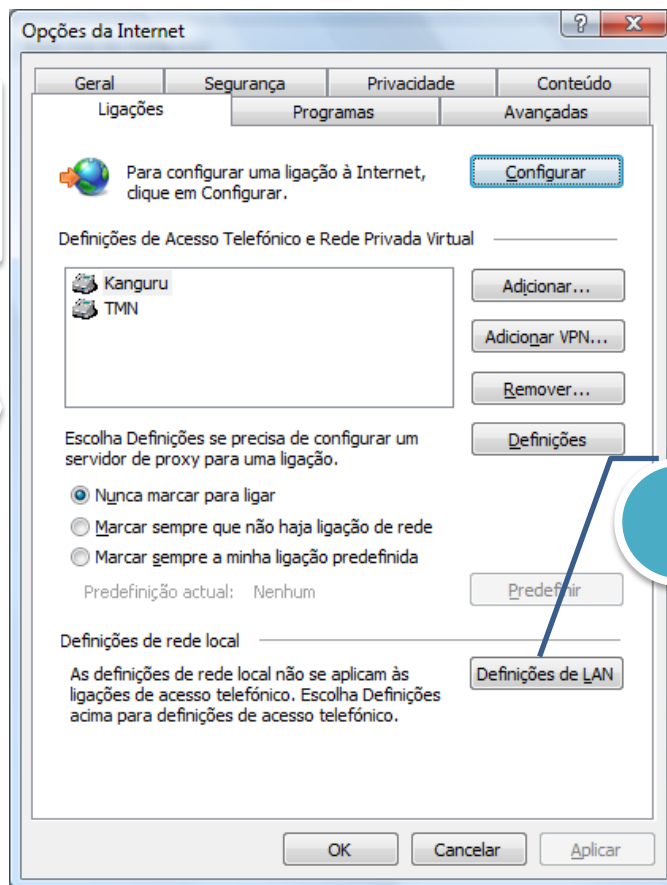 Opções da Internet
Geral
Segurança
Privacidade
Conteúdo
Ligações
Programas
Avançadas
Para configurar uma ligação à Internet,
clique em Configurar.
Configurar
Definições de Acesso Telefónico e Rede Privada Virtual
Kanguru
TMN
Adicionar...
Adicionar VPN...
Remover...
Escolha Definições se precisa de configurar um
servidor de proxy para uma ligação.
Definições
Nunca marcar para ligar
Marcar sempre que não haja ligação de rede
Marcar sempre a minha ligação predefinida
Predefinição actual: Nenhum
Predefinir
Definições de rede local
As definições de rede local não se aplicam às
ligações de acesso telefónico. Escolha Definições
acima para definições de acesso telefónico.
Definições de LAN
OK
Cancelar
Aplicar